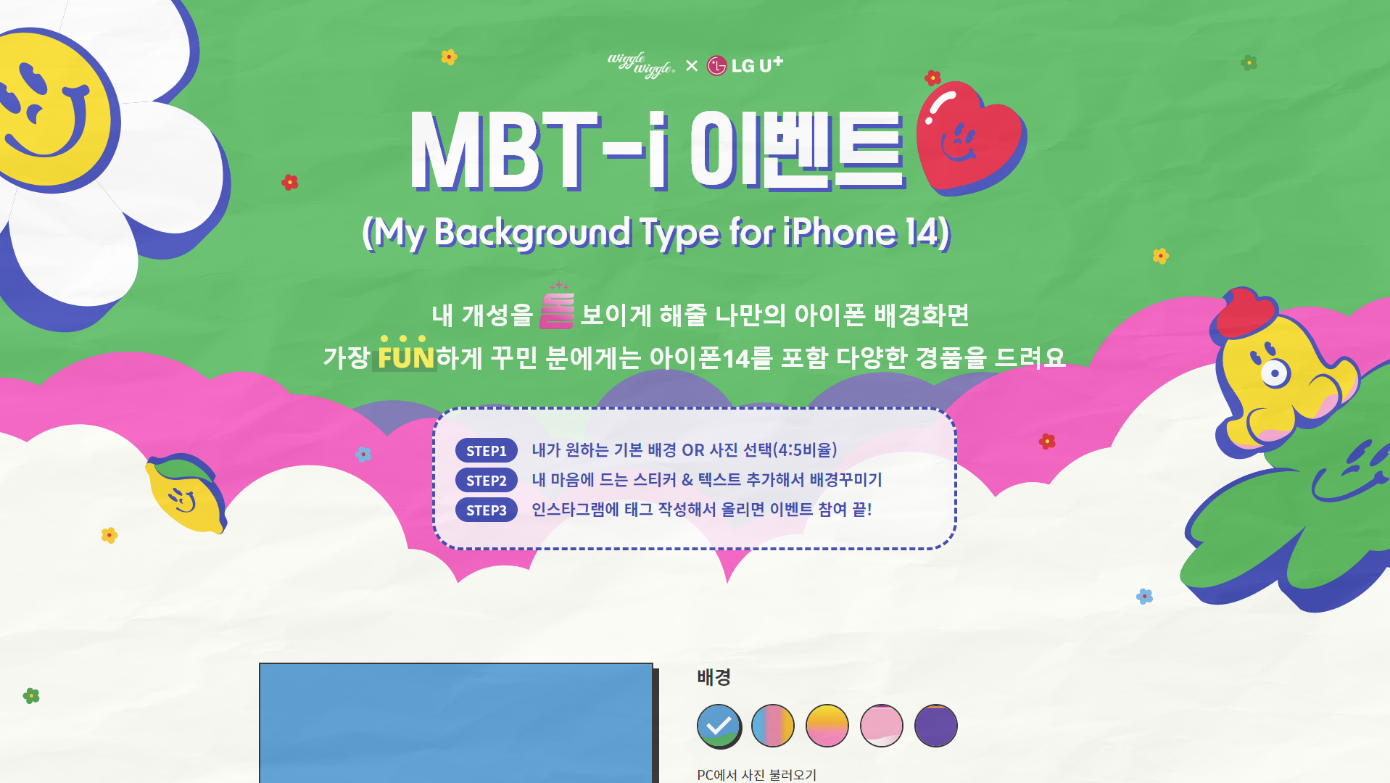 wiggle wiggle. × LG U+
MBT-i 이벤트
(My Background Type for iPhone 14)
내 개성을 톡 보이게 해줄 나만의 아이폰 배경화면
가장 FUN하게 꾸민 분에게는 아이폰14를 포함 다양한 경품을 드려요
STEP1 내가 원하는 기본 배경 OR 사진 선택(4:5비율)
STEP2 내 마음에 드는 스티커 & 텍스트 추가해서 배경꾸미기
STEP3 인스타그램에 태그 작성해서 올리면 이벤트 참여 끝!
배경
PC에서 사진 불러오기